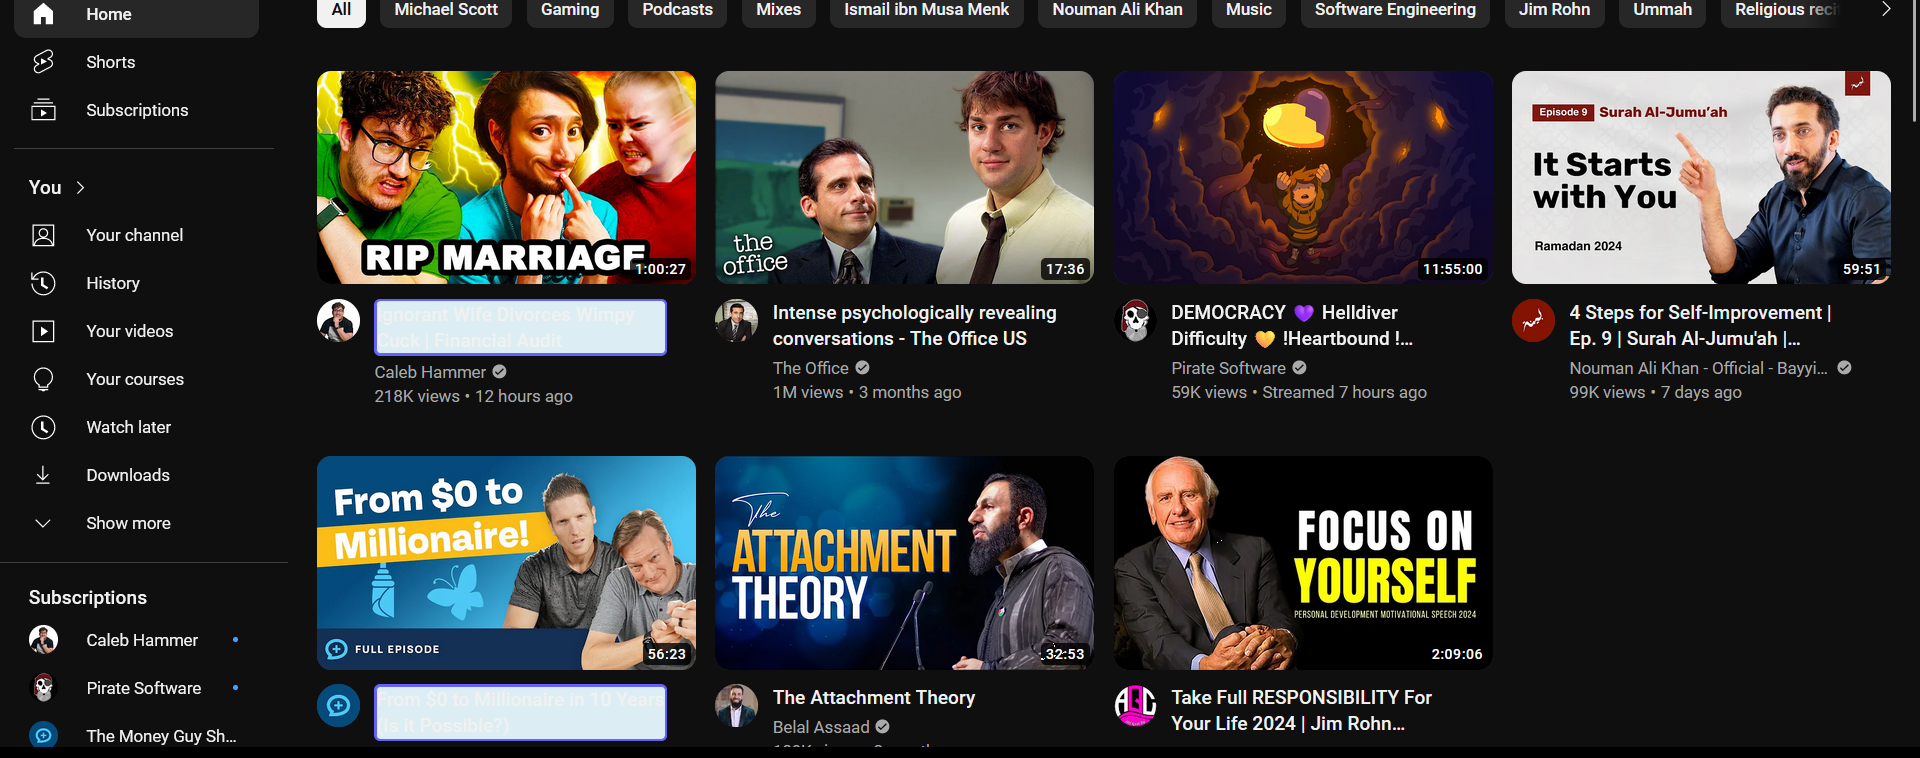 Home
Shorts
Subscriptions
You
Your channel
History
Your videos
Your courses
Watch later
Downloads
Show more
Subscriptions
Caleb Hammer
Pirate Software
The Money Guy Sh...
All Michael Scott Gaming Podcasts Mixes Ismail ibn Musa Menk Nouman Ali Khan Music Software Engineering Jim Rohn Ummah Religious reci
RIP MARRIAGE
1:00:27
Ignorant Wife Divorces Wimpy
Cuck | Financial Audit
Caleb Hammer
218K views • 12 hours ago
the
office
17:36
Intense psychologically revealing
conversations - The Office US
The Office
1M views • 3 months ago
11:55:00
DEMOCRACY 💜 Helldiver
Difficulty 💛 !Heartbound !...
Pirate Software
59K views • Streamed 7 hours ago
Episode 9 Surah Al-Jumu'ah
It Starts
with You
Ramadan 2024
59:51
4 Steps for Self-Improvement |
Ep. 9 | Surah Al-Jumu'ah |...
Nouman Ali Khan - Official - Bayyi...
99K views • 7 days ago
From $0 to
Millionaire!
FULL EPISODE
56:23
From $0 to Millionaire in 10 Years
(Is it Possible?)
The
ATTACHMENT
THEORY
32:53
The Attachment Theory
Belal Assaad
FOCUS ON
YOURSELF
PERSONAL DEVELOPMENT MOTIVATIONAL SPEECH 2024
2:09:06
Take Full RESPONSIBILITY For
Your Life 2024 | Jim Rohn...